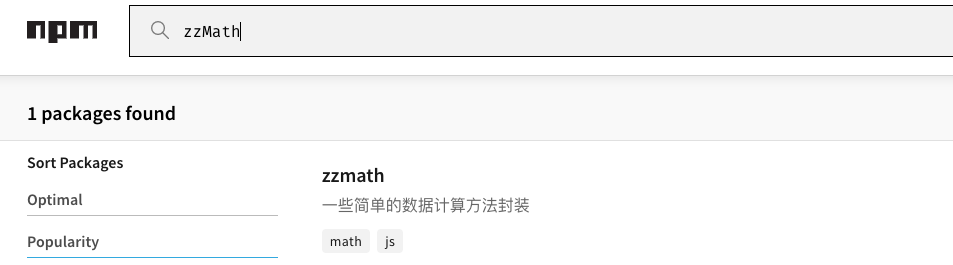 npm
zzMath
1 packages found
Sort Packages
Optimal
Popularity
zzmath
一些简单的数据计算方法封装
math js